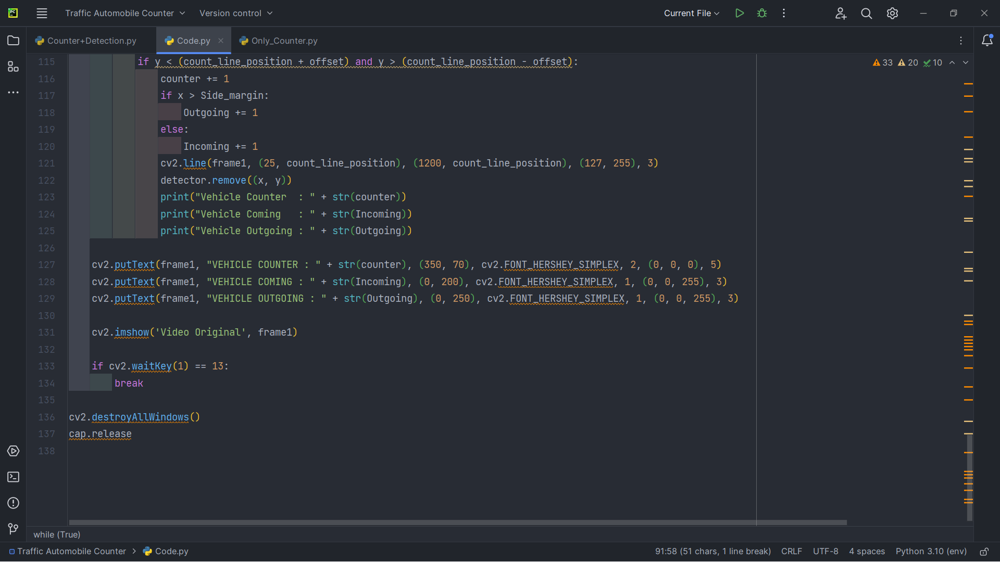 PC
Traffic Automobile Counter
Version control
Current File
Counter+Detection.py
Code.py
Only_Counter.py
33 20 10
115 if y < (count_line_position + offset) and y > (count_line_position - offset):
116 counter += 1
117 if x > Side_margin:
118 Outgoing += 1
119 else:
120 Incoming += 1
121 cv2.line(frame1, (25, count_line_position), (1200, count_line_position), (127, 255), 3)
122 detector.remove((x, y))
123 print("Vehicle Counter  : " + str(counter))
124 print("Vehicle Coming   : " + str(Incoming))
125 print("Vehicle Outgoing : " + str(Outgoing))
126
127 cv2.putText(frame1, "VEHICLE COUNTER : " + str(counter), (350, 70), cv2.FONT_HERSHEY_SIMPLEX, 2, (0, 0, 0), 5)
128 cv2.putText(frame1, "VEHICLE COMING : " + str(Incoming), (0, 200), cv2.FONT_HERSHEY_SIMPLEX, 1, (0, 0, 255), 3)
129 cv2.putText(frame1, "VEHICLE OUTGOING : " + str(Outgoing), (0, 250), cv2.FONT_HERSHEY_SIMPLEX, 1, (0, 0, 255), 3)
130
131 cv2.imshow('Video Original', frame1)
132
133 if cv2.waitKey(1) == 13:
134 break
135
136 cv2.destroyAllWindows()
137 cap.release
138
while (True)
Traffic Automobile Counter > Code.py
91:58 (51 chars, 1 line break) CRLF UTF-8 4 spaces Python 3.10 (env)